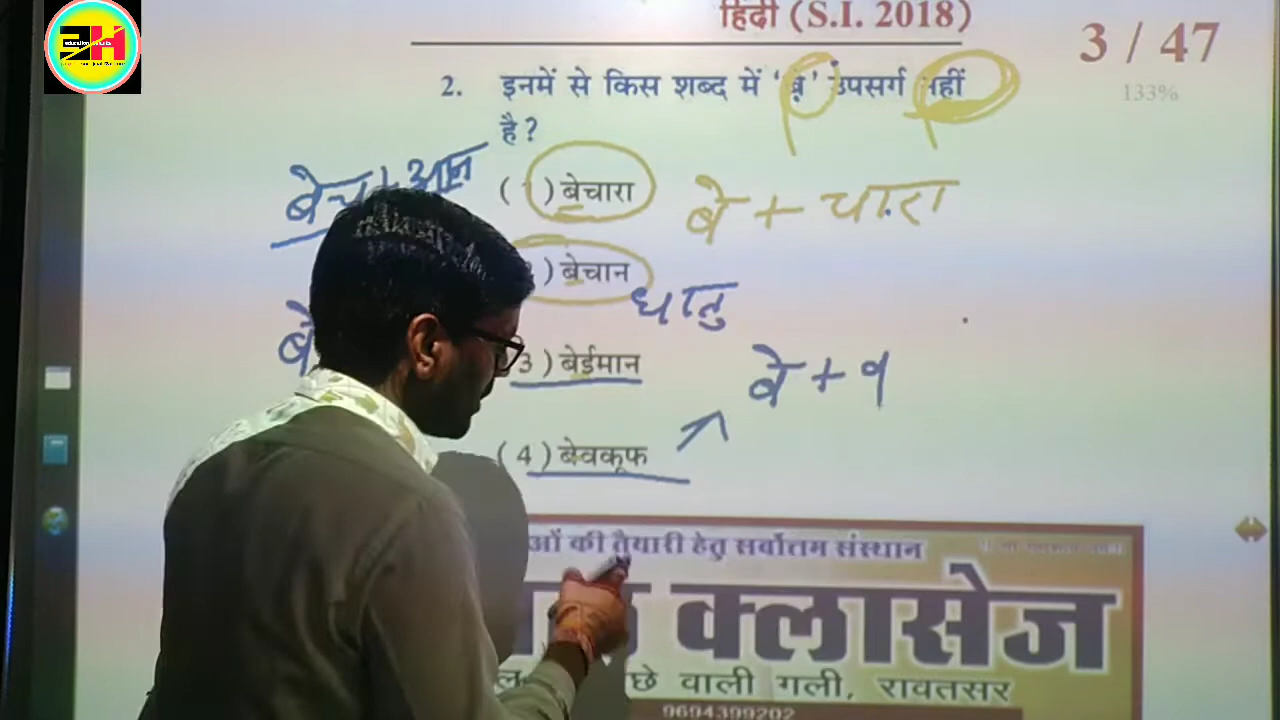 हिंदी (S.I. 2018)
3 / 47
133%
2. इनमें से किस शब्द में 'बे' उपसर्ग नहीं
है?
बेच + आन
(1) बेचारा
बे + चारा
) बेचान
धातु
बे
3) बेईमान
बे + व
(4) बेवकूफ
ओं की तैयारी हेतु सर्वोत्तम संस्थान
क्लासेज
छे वाली गली, रावतसर
9694399202